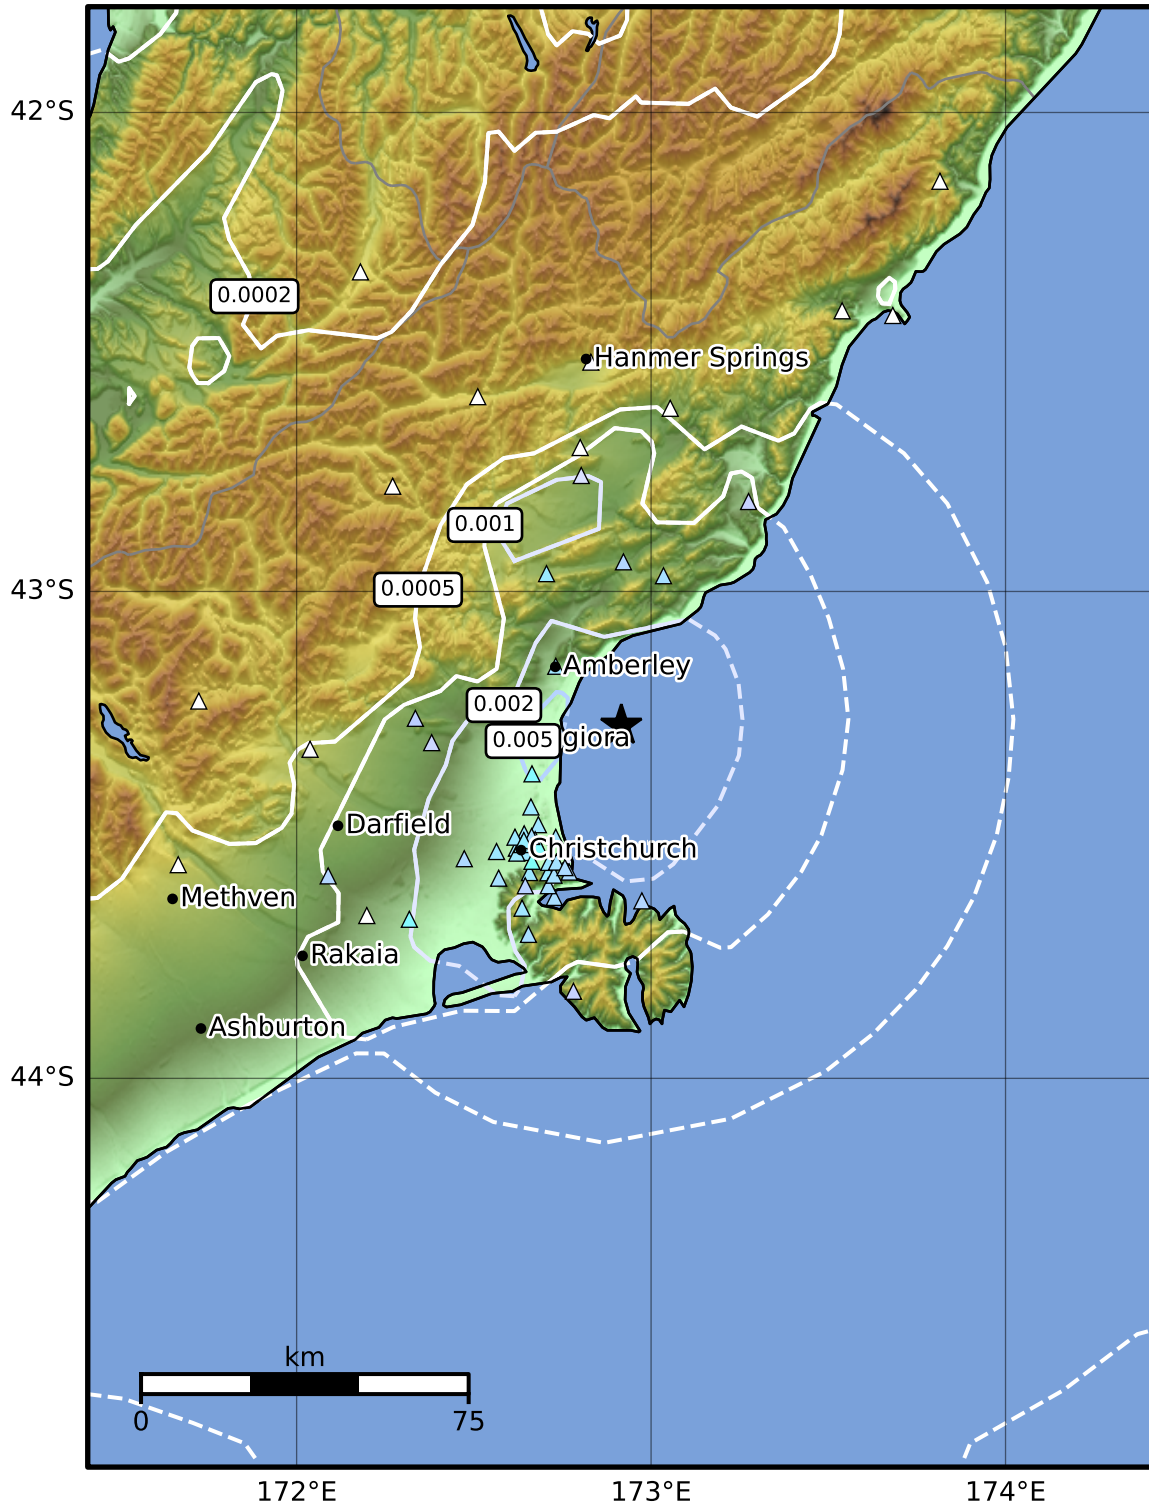 42°S
0.0002
Hanmer Springs
0.001
0.0005
43°S
Amberley
0.002
0.005
giora
Darfield
Christchurch
Methven
Rakaia
Ashburton
44°S
km
0 75
172°E 173°E 174°E